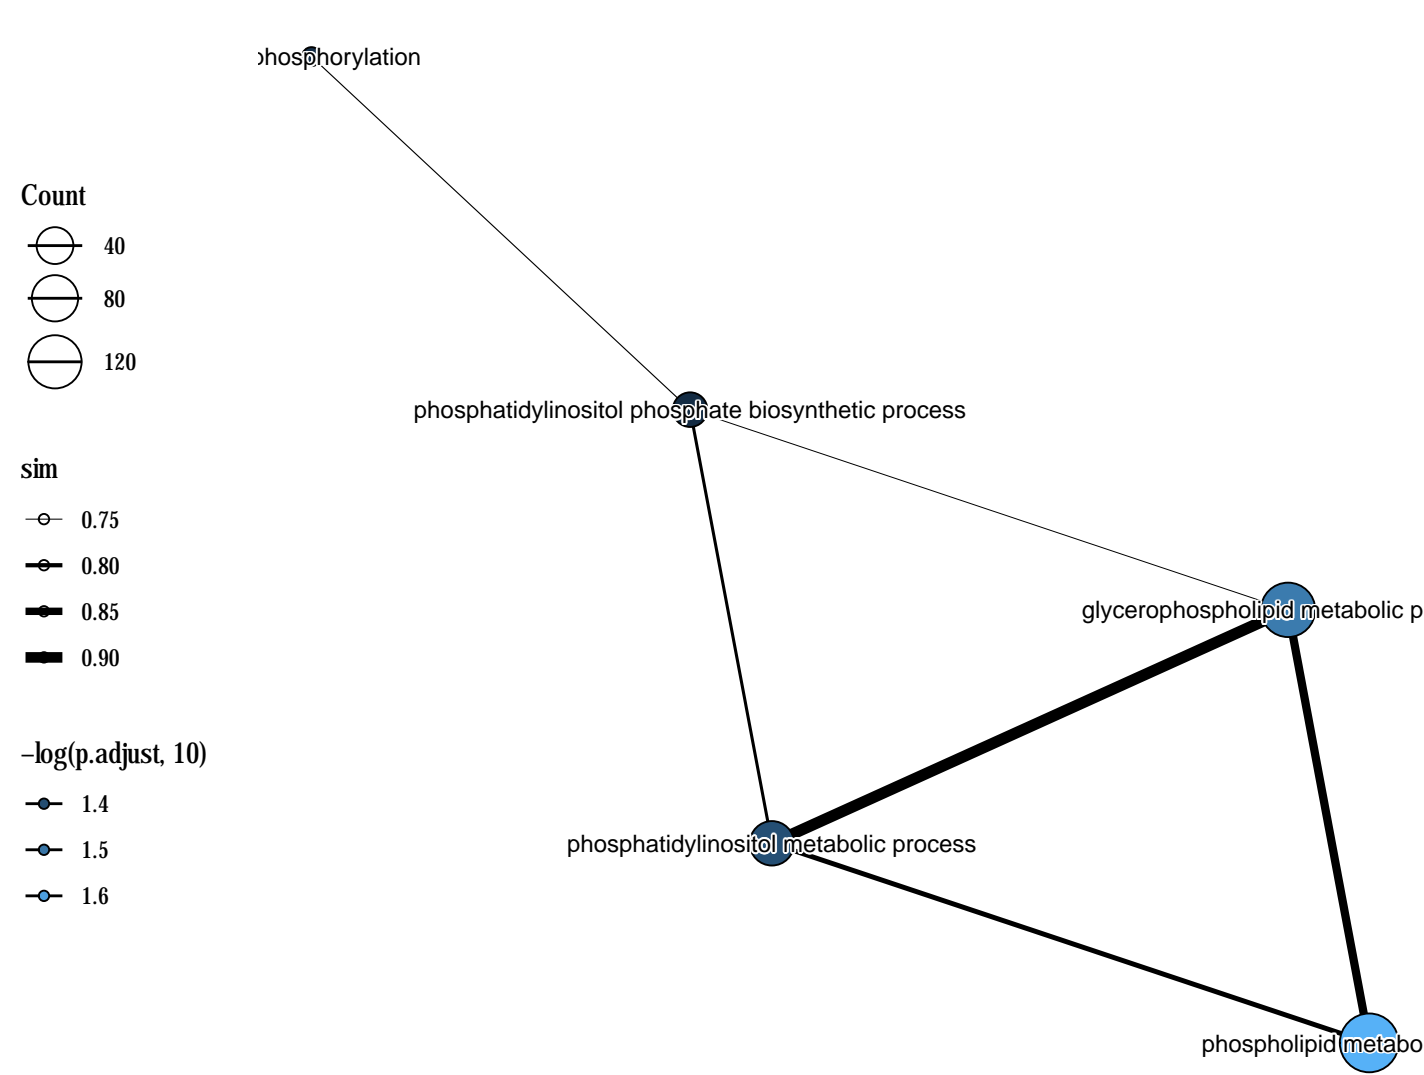 phosphorylation
Count
40
80
120
phosphatidylinositol phosphate biosynthetic process
sim
0.75
0.80
0.85
0.90
glycerophospholipid metabolic p
−log(p.adjust, 10)
1.4
1.5
1.6
phosphatidylinositol metabolic process
phospholipid metabo